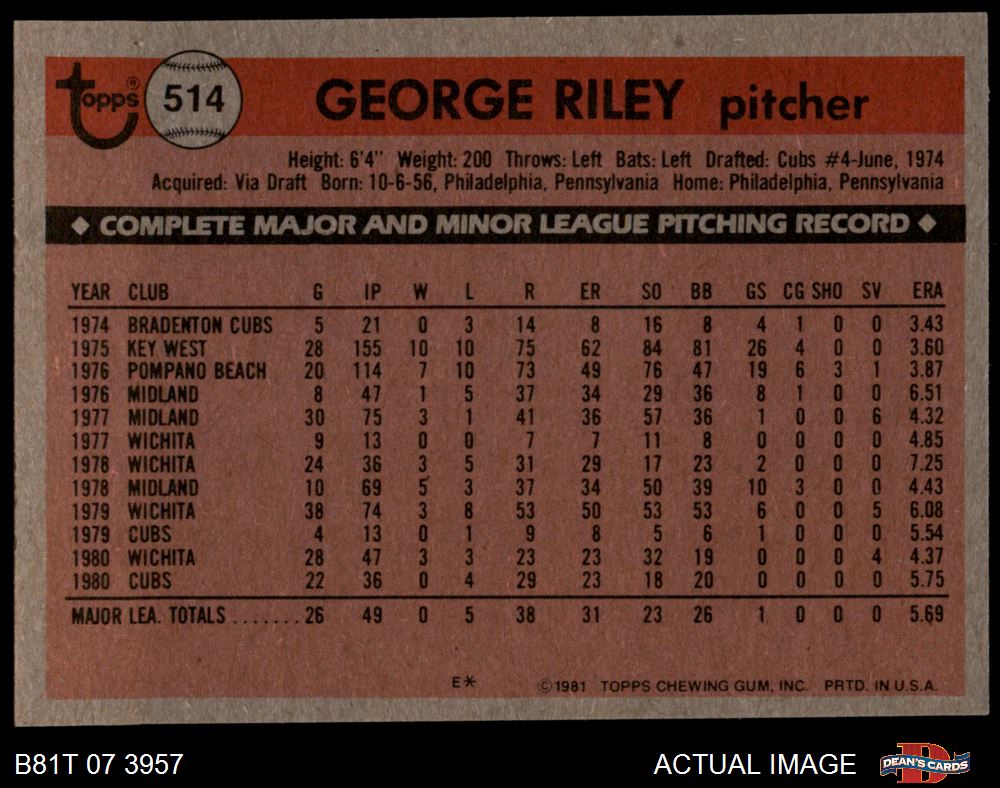 Topps® 514 GEORGE RILEY pitcher
Height: 6'4" Weight: 200 Throws: Left Bats: Left Drafted: Cubs #4-June, 1974
Acquired: Via Draft Born: 10-6-56, Philadelphia, Pennsylvania Home: Philadelphia, Pennsylvania
◆ COMPLETE MAJOR AND MINOR LEAGUE PITCHING RECORD ◆
YEAR CLUB G IP W L R ER SO BB GS CG SHO SV ERA
1974 BRADENTON CUBS 5 21 0 3 14 8 16 8 4 1 0 0 3.43
1975 KEY WEST 28 155 10 10 75 62 84 81 26 4 0 0 3.60
1976 POMPANO BEACH 20 114 7 10 73 49 76 47 19 6 3 1 3.87
1976 MIDLAND 8 47 1 5 37 34 29 36 8 1 0 0 6.51
1977 MIDLAND 30 75 3 1 41 36 57 36 1 0 0 6 4.32
1977 WICHITA 9 13 0 0 7 7 11 8 0 0 0 0 4.85
1978 WICHITA 24 36 3 5 31 29 17 23 2 0 0 0 7.25
1978 MIDLAND 10 69 5 3 37 34 50 39 10 3 0 0 4.43
1979 WICHITA 38 74 3 8 53 50 53 53 6 0 0 5 6.08
1979 CUBS 4 13 0 1 9 8 5 6 1 0 0 0 5.54
1980 WICHITA 28 47 3 3 23 23 32 19 0 0 0 4 4.37
1980 CUBS 22 36 0 4 29 23 18 20 0 0 0 0 5.75
MAJOR LEA. TOTALS ....... 26 49 0 5 38 31 23 26 1 0 0 0 5.69
E* ©1981 TOPPS CHEWING GUM, INC. PRTD. IN U.S.A.
B81T 07 3957 ACTUAL IMAGE D DEAN'S CARDS